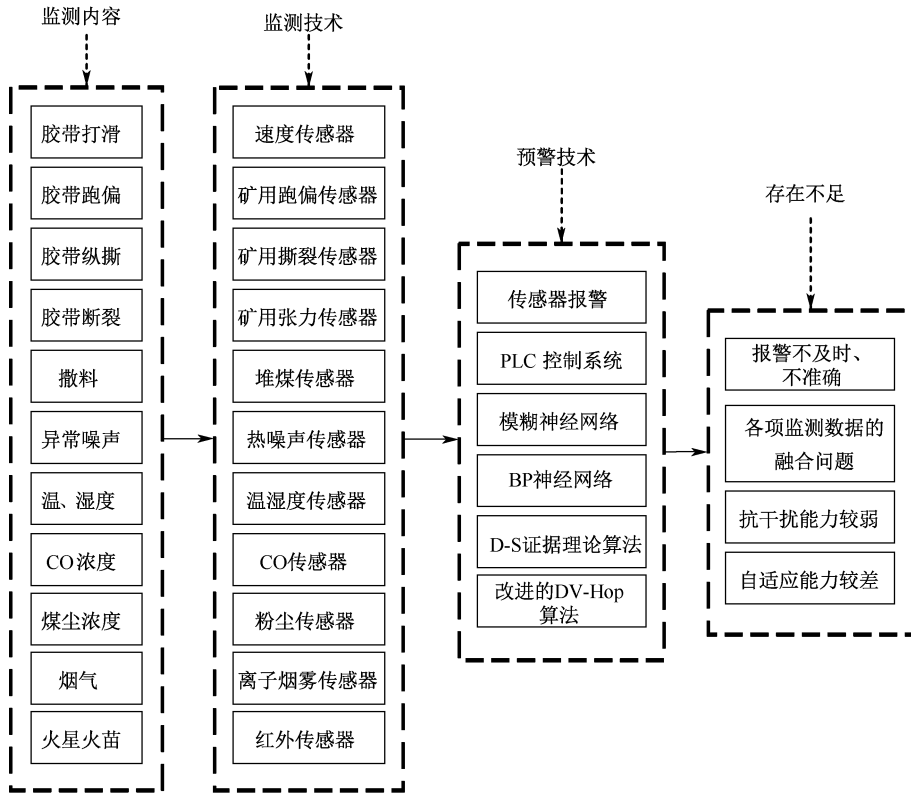 监测内容
胶带打滑
胶带跑偏
胶带纵撕
胶带断裂
撒料
异常噪声
温、湿度
CO浓度
煤尘浓度
烟气
火星火苗
监测技术
速度传感器
矿用跑偏传感器
矿用撕裂传感器
矿用张力传感器
堆煤传感器
热噪声传感器
温湿度传感器
CO传感器
粉尘传感器
离子烟雾传感器
红外传感器
预警技术
传感器报警
PLC 控制系统
模糊神经网络
BP神经网络
D-S证据理论算法
改进的DV-Hop
算法
存在不足
报警不及时、
不准确
各项监测数据的
融合问题
抗干扰能力较弱
自适应能力较差